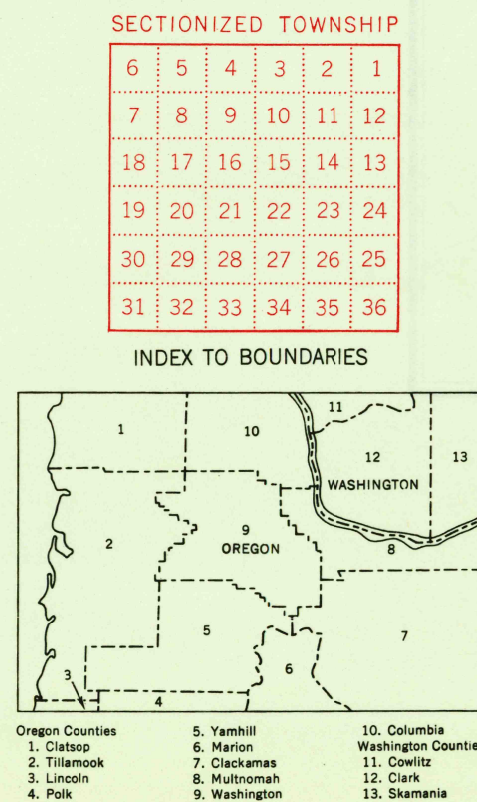 SECTIONIZED TOWNSHIP
6 5 4 3 2 1
7 8 9 10 11 12
18 17 16 15 14 13
19 20 21 22 23 24
30 29 28 27 26 25
31 32 33 34 35 36
INDEX TO BOUNDARIES
11
1 10 12 13
WASHINGTON
9
OREGON
2 8
5 7
6
3
4
Oregon Counties
1. Clatsop
2. Tillamook
3. Lincoln
4. Polk
5. Yamhill
6. Marion
7. Clackamas
8. Multnomah
9. Washington
10. Columbia
Washington Countie
11. Cowlitz
12. Clark
13. Skamania